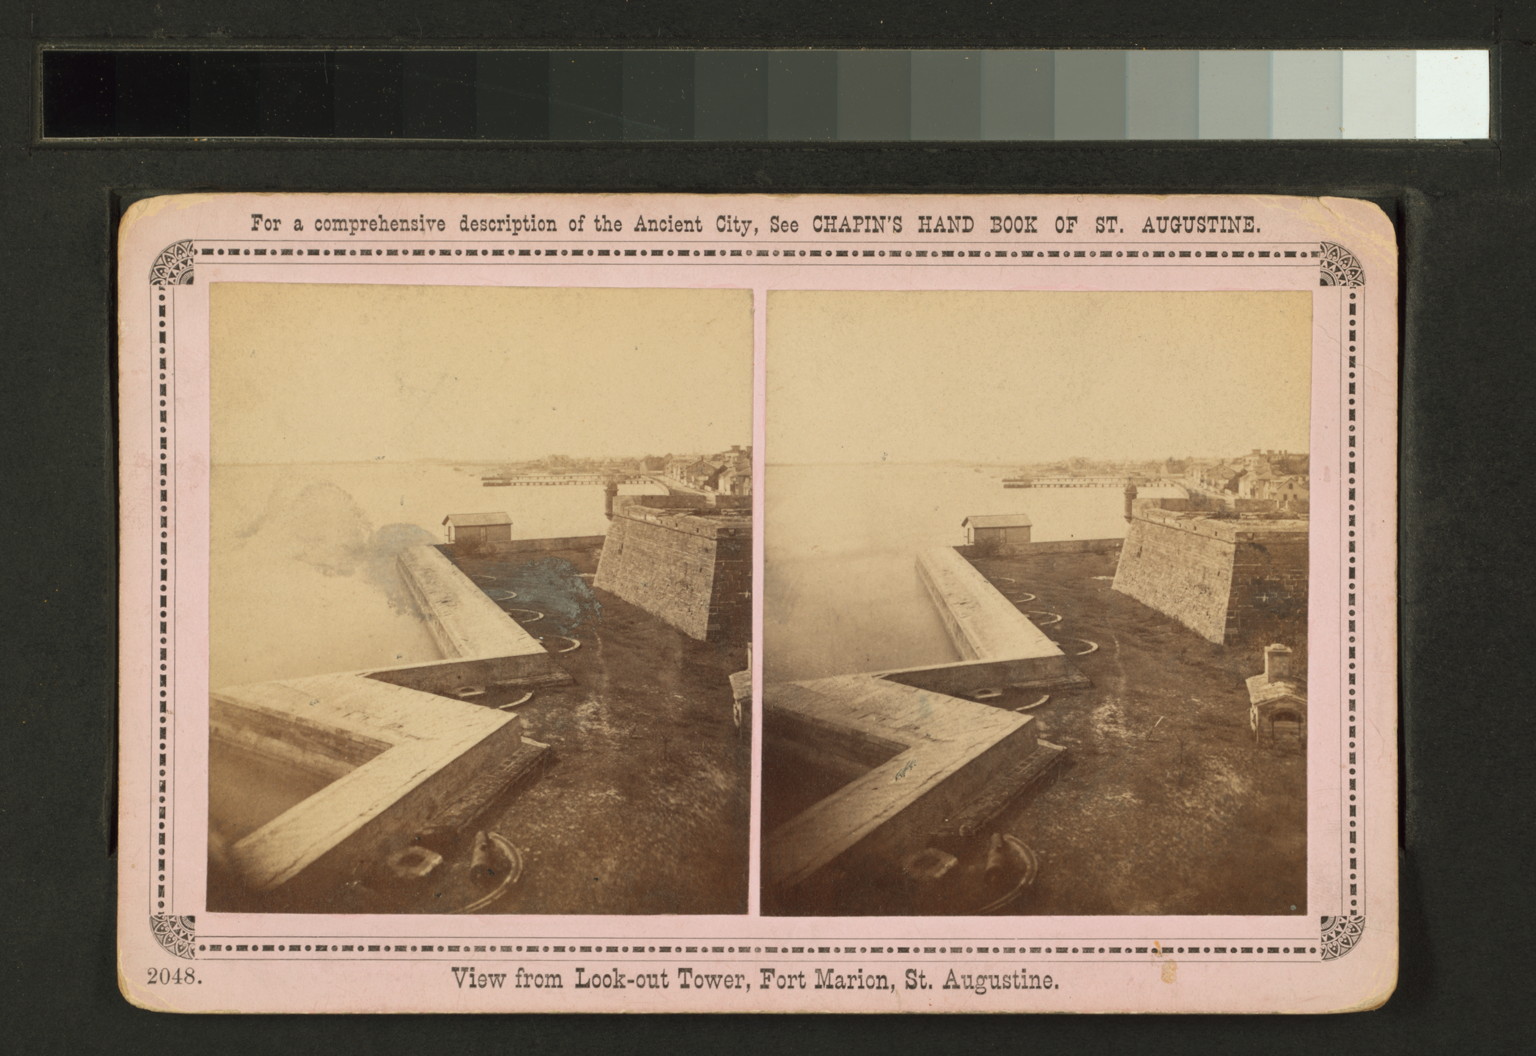 For a comprehensive description of the Ancient City, See CHAPIN'S HAND BOOK OF ST. AUGUSTINE.
2048.
View from Look-out Tower, Fort Marion, St. Augustine.